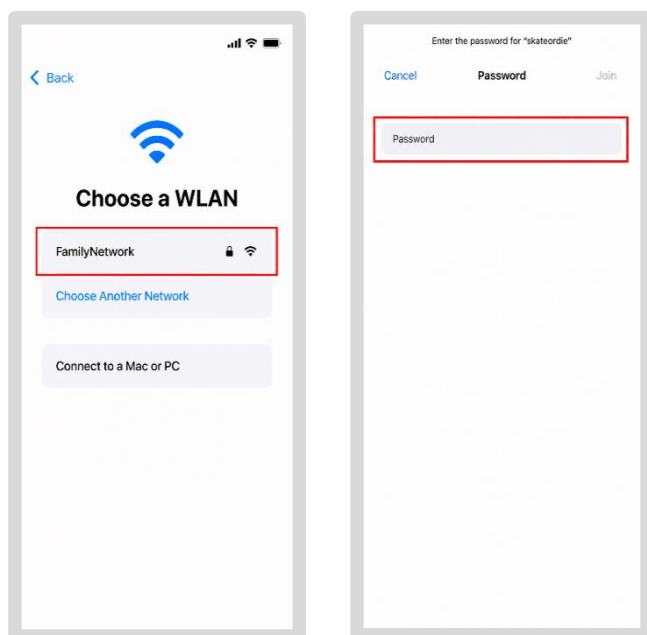 Back
Choose a WLAN
FamilyNetwork
Choose Another Network
Connect to a Mac or PC
Enter the password for “skateordie”
Cancel Password Join
Password